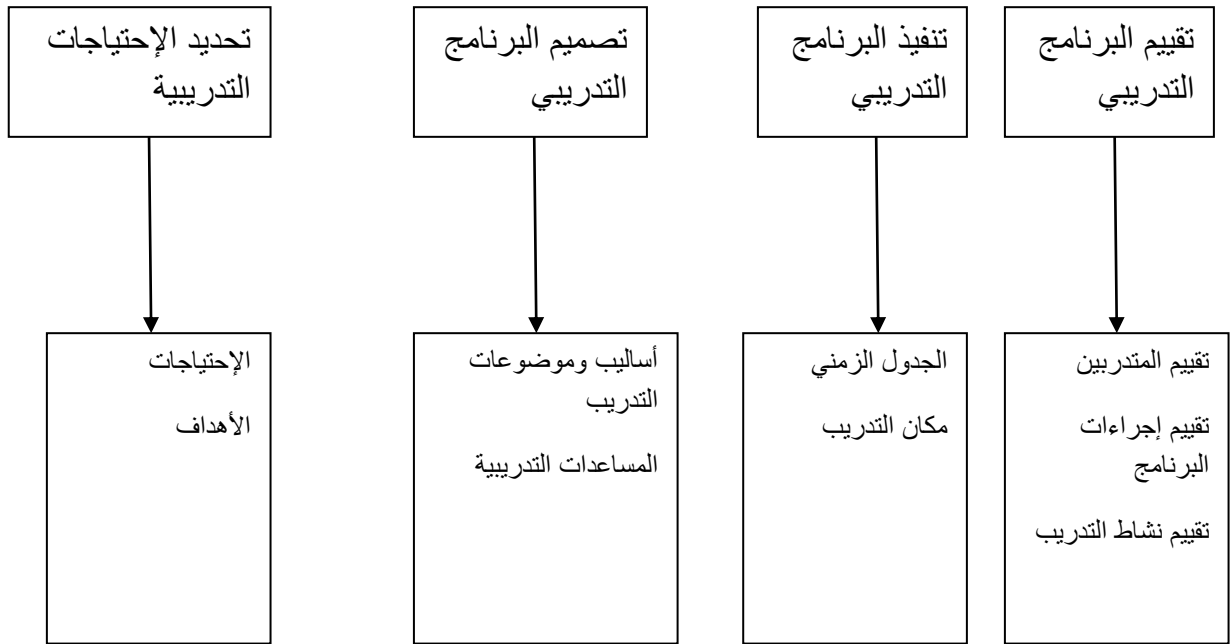 تحديد الإحتياجات
التدريبية
تصميم البرنامج
التدريبي
تنفيذ البرنامج
التدريبي
تقييم البرنامج
التدريبي
الإحتياجات
الأهداف
أساليب وموضوعات
التدريب
المساعدات التدريبية
الجدول الزمني
مكان التدريب
تقييم المتدربين
تقييم إجراءات
البرنامج
تقييم نشاط التدريب